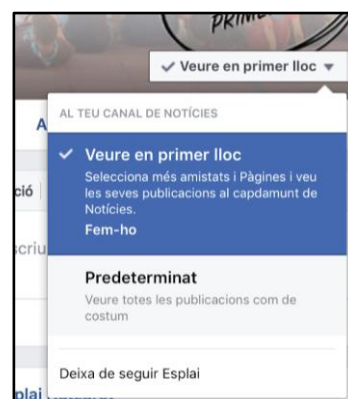 PRIME
Veure en primer lloc
A
AL TEU CANAL DE NOTÍCIES
Veure en primer lloc
Selecciona més amistats i Pàgines i veu
les seves publicacions al capdamunt de
Notícies.
ció
Fem-ho
scriu
Predeterminat
Veure totes les publicacions com de
costum
Deixa de seguir Esplai
plai